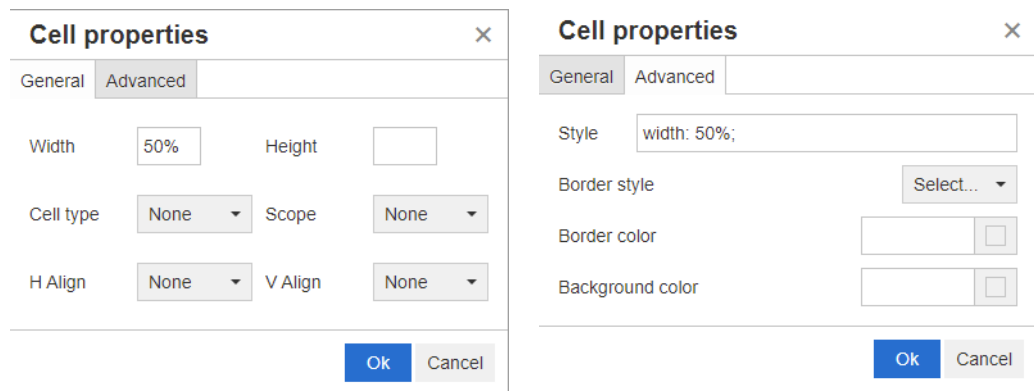 Cell properties ×
General Advanced
Width 50% Height
Cell type None Scope None
H Align None V Align None
Ok Cancel
Cell properties ×
General Advanced
Style width: 50%;
Border style Select...
Border color
Background color
Ok Cancel